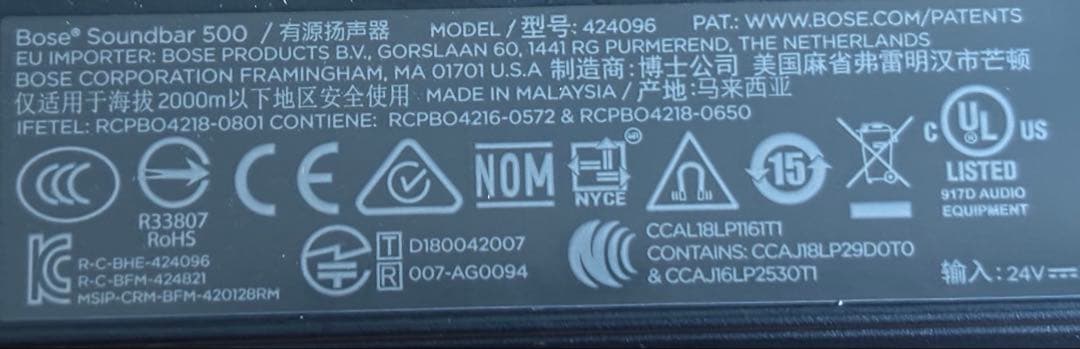 Bose® Soundbar 500 / 有源扬声器 MODEL / 型号: 424096 PAT.: WWW.BOSE.COM/PATENTS
EU IMPORTER: BOSE PRODUCTS B.V., GORSLAAN 60, 1441 RG PURMEREND, THE NETHERLANDS
BOSE CORPORATION FRAMINGHAM, MA 01701 U.S.A 制造商:博士公司 美国麻省弗雷明汉市芒顿
仅适用于海拔2000m以下地区安全使用 MADE IN MALAYSIA / 产地:马来西亚
IFETEL: RCPBO4218-0801 CONTIENE: RCPBO4216-0572 & RCPBO4218-0650
CCC R33807 RoHS CE NOM NYCE 15 C UL US
LISTED
917D AUDIO
EQUIPMENT
R-C-BHE-424096
R-C-BFM-424821
MSIP-CRM-BFM-420128RM
T D180042007
R 007-AG0094
CCAL18LP1161T1
CONTAINS: CCAJ18LP29D0T0
& CCAJ16LP2530T1
输入: 24V